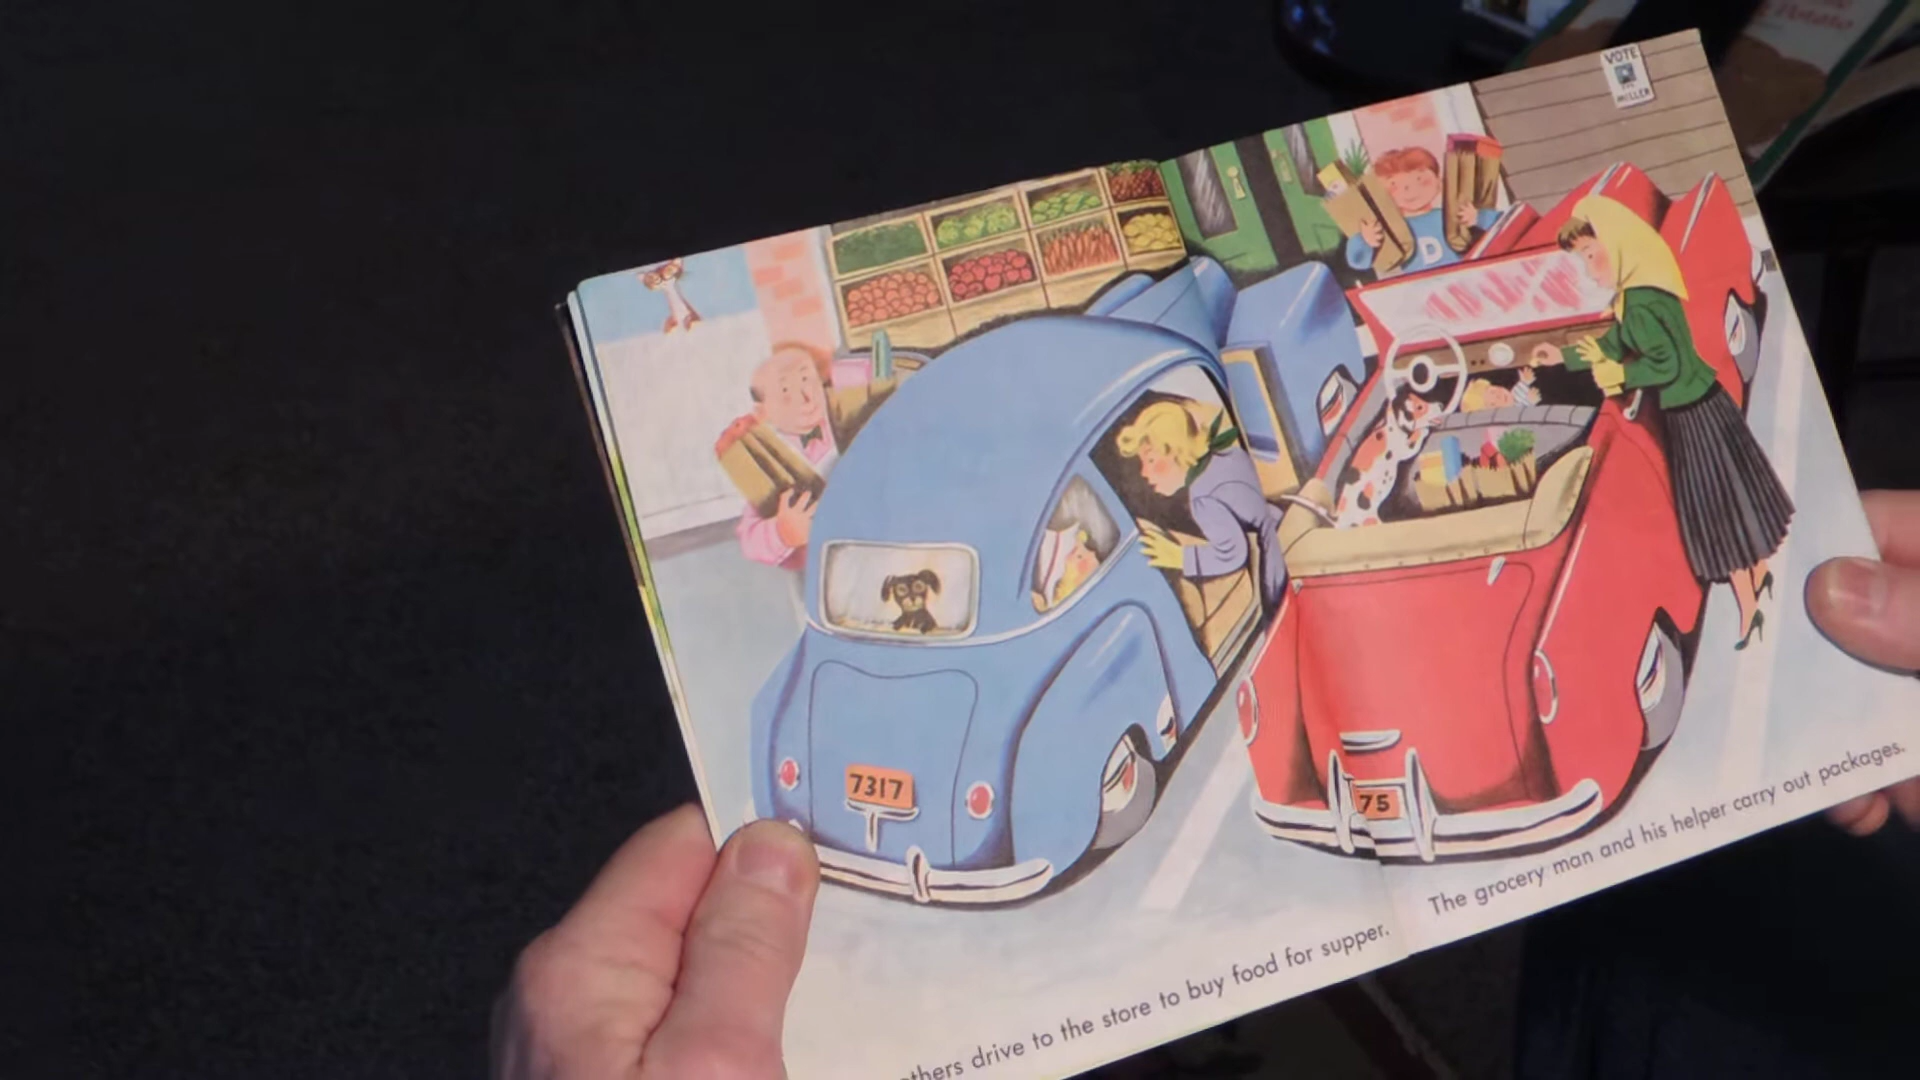 VOTE
MILLER
D
7317
75
drive to the store to buy food for supper.
The grocery man and his helper carry out packages.